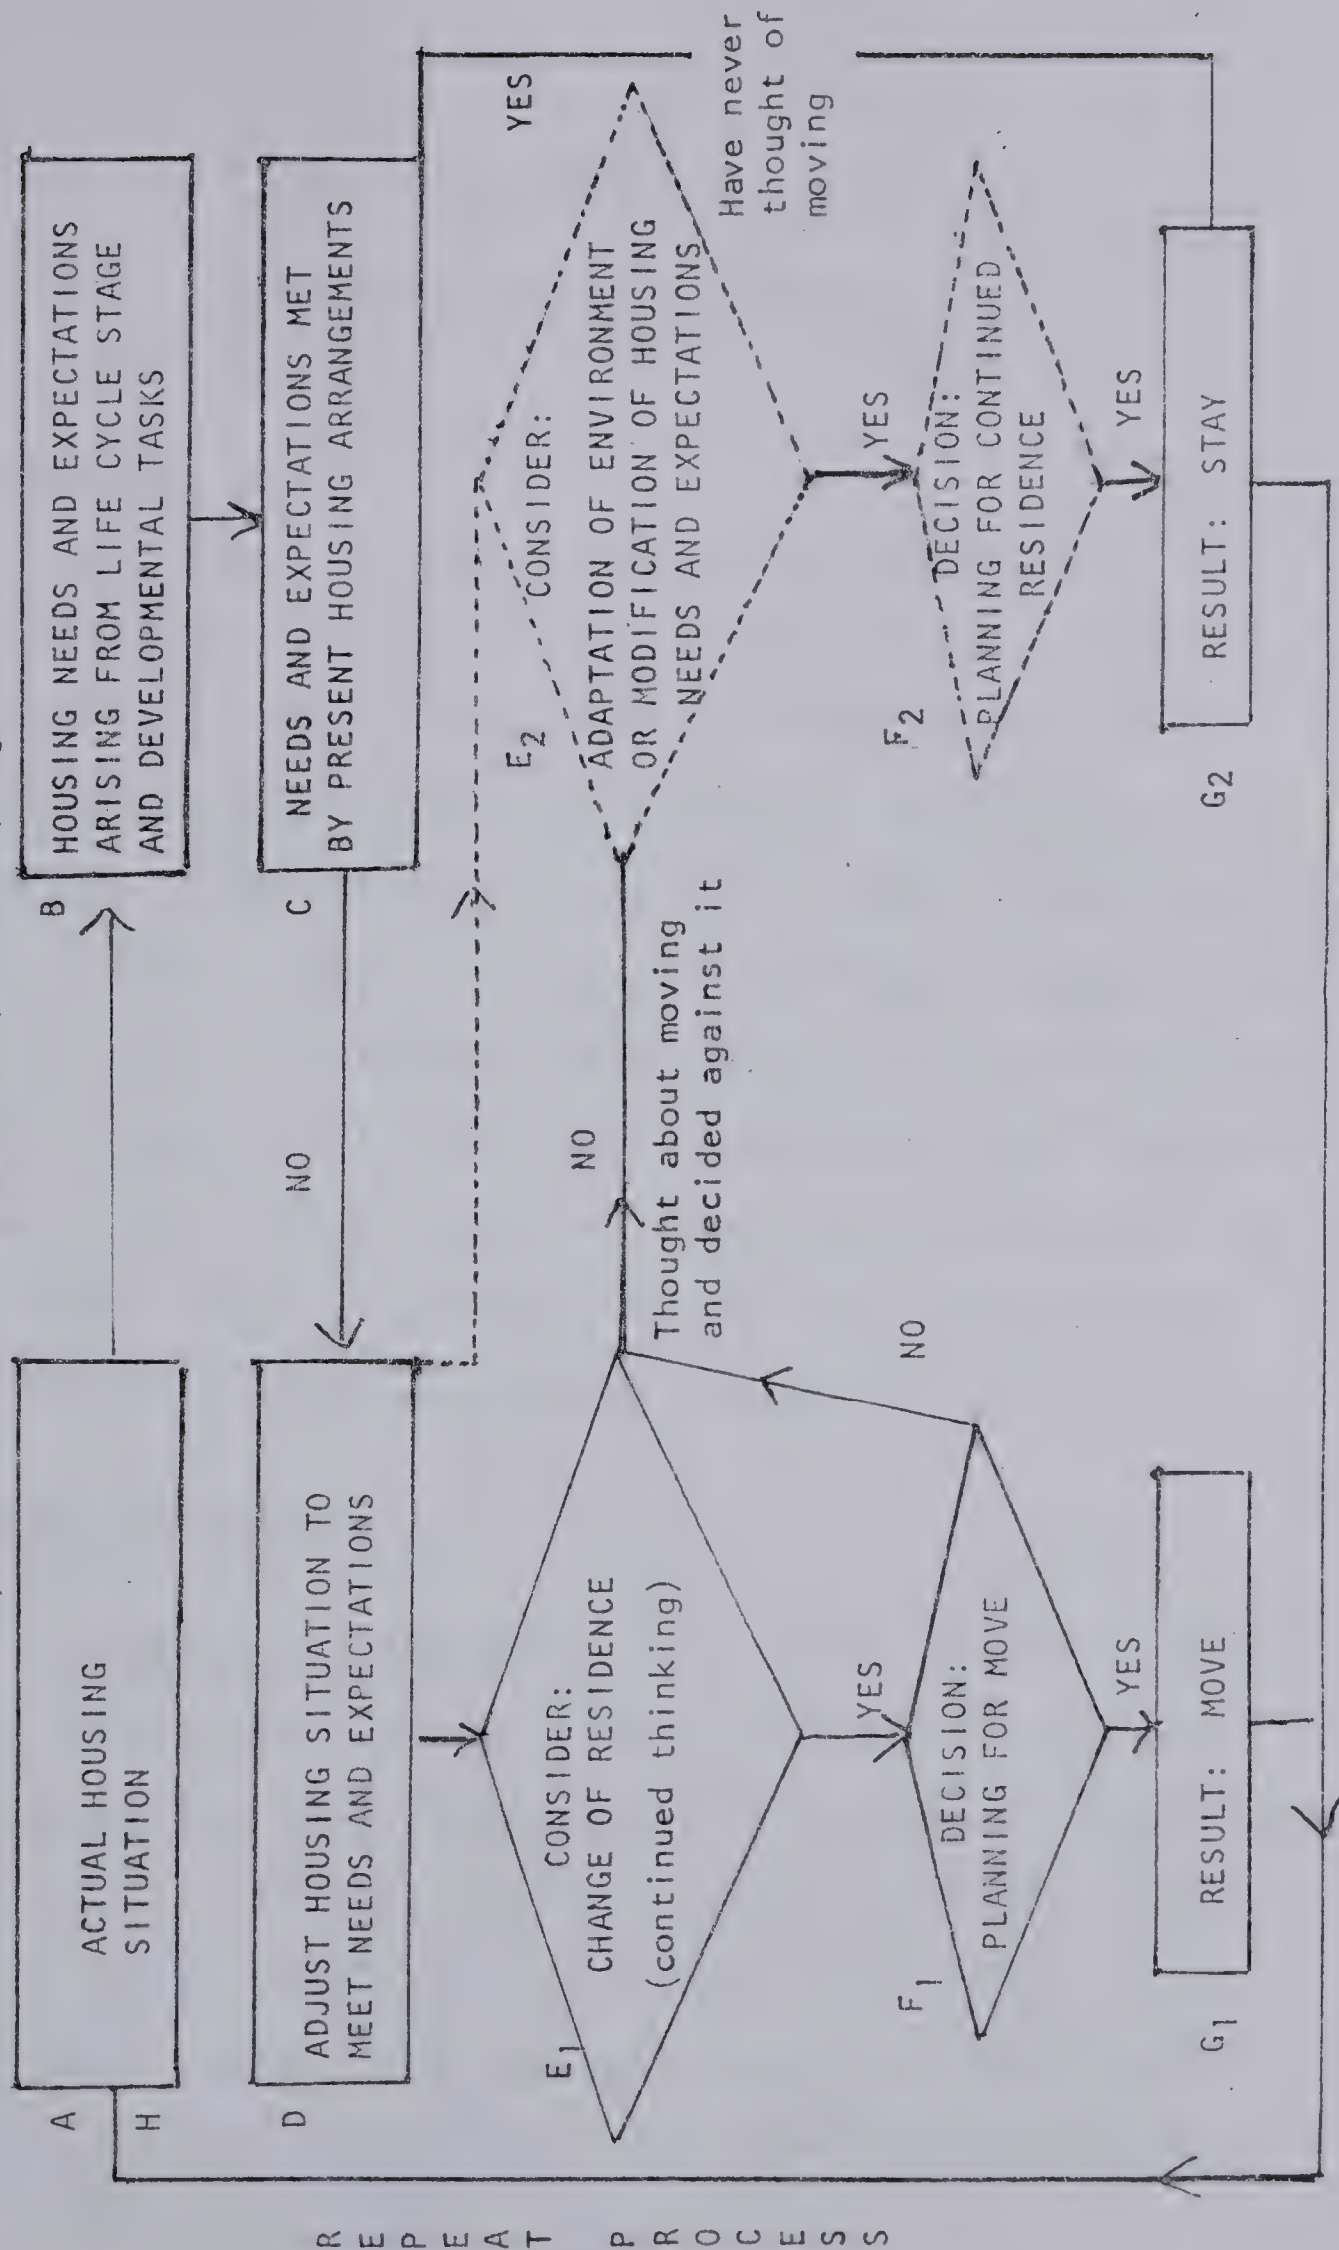 A
H
ACTUAL HOUSING
SITUATION
B
HOUSING NEEDS AND EXPECTATIONS
ARISING FROM LIFE CYCLE STAGE
AND DEVELOPMENTAL TASKS
D
ADJUST HOUSING SITUATION TO
MEET NEEDS AND EXPECTATIONS
NO
C
NEEDS AND EXPECTATIONS MET
BY PRESENT HOUSING ARRANGEMENTS
YES
E1
CONSIDER:
CHANGE OF RESIDENCE
(continued thinking)
NO
Thought about moving
and decided against it
E2
CONSIDER:
ADAPTATION OF ENVIRONMENT
OR MODIFICATION OF HOUSING
NEEDS AND EXPECTATIONS
Have never
thought of
moving
YES
YES
F1
DECISION:
PLANNING FOR MOVE
NO
F2
DECISION:
PLANNING FOR CONTINUED
RESIDENCE
YES
YES
G1
RESULT: MOVE
G2
RESULT: STAY
REPEAT PROCESS